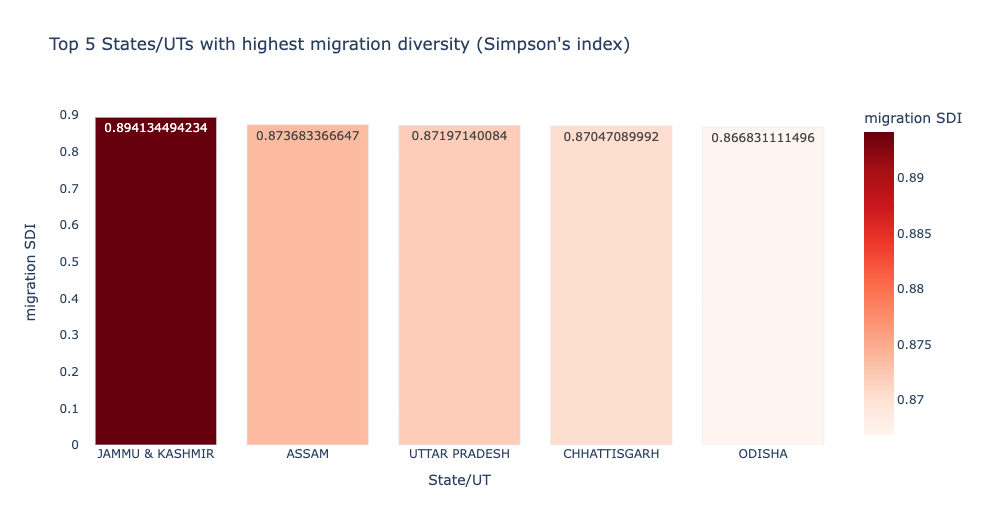 Top 5 States/UTs with highest migration diversity (Simpson's index)
migration SDI
0.9
0.8
0.7
0.6
0.5
0.4
0.3
0.2
0.1
0
migration SDI
0.894134494234
0.873683366647
0.87197140084
0.87047089992
0.866831111496
JAMMU & KASHMIR
ASSAM
UTTAR PRADESH
CHHATTISGARH
ODISHA
State/UT
0.89
0.885
0.88
0.875
0.87